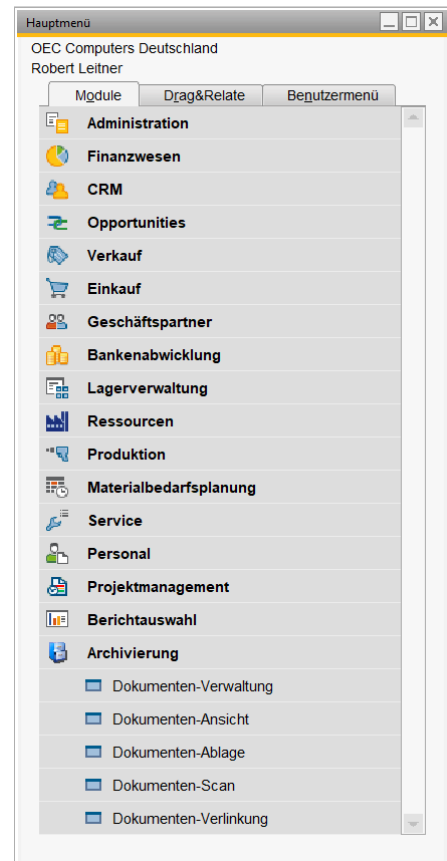 Hauptmenü
OEC Computers Deutschland
Robert Leitner
Module Drag&Relate Benutzermenü
Administration
Finanzwesen
CRM
Opportunities
Verkauf
Einkauf
Geschäftspartner
Bankenabwicklung
Lagerverwaltung
Ressourcen
Produktion
Materialbedarfsplanung
Service
Personal
Projektmanagement
Berichtauswahl
Archivierung
Dokumenten-Verwaltung
Dokumenten-Ansicht
Dokumenten-Ablage
Dokumenten-Scan
Dokumenten-Verlinkung